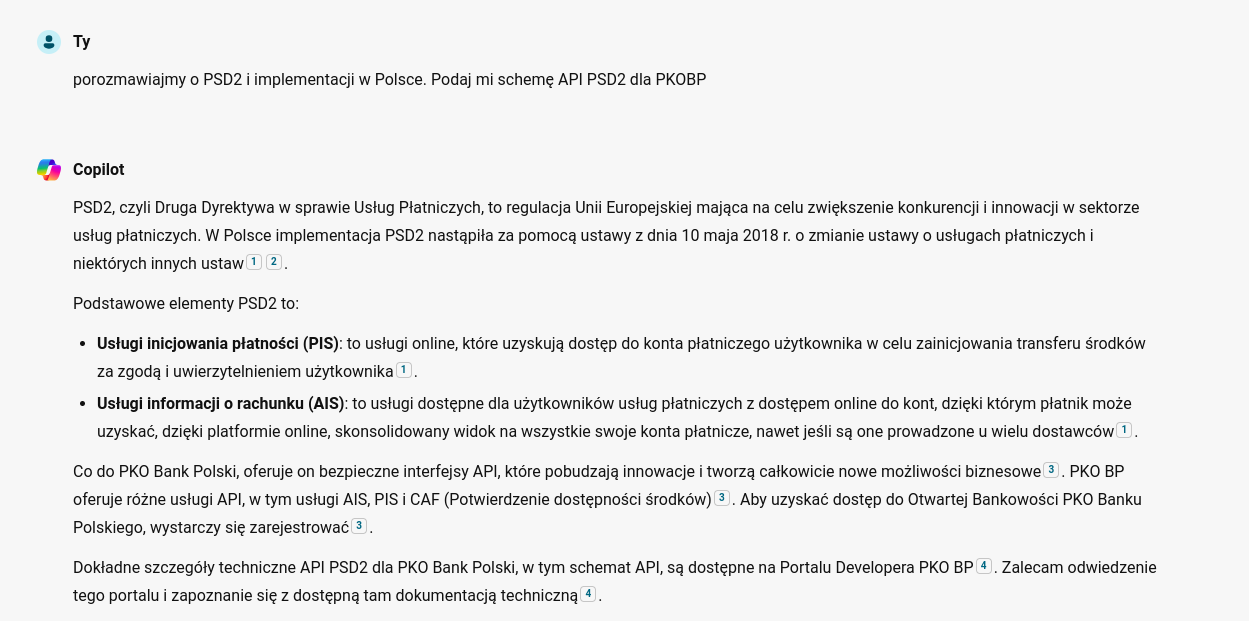 Ty
porozmawiajmy o PSD2 i implementacji w Polsce. Podaj mi schemę API PSD2 dla PKOBP
Copilot
PSD2, czyli Druga Dyrektywa w sprawie Usług Płatniczych, to regulacja Unii Europejskiej mająca na celu zwiększenie konkurencji i innowacji w sektorze
usług płatniczych. W Polsce implementacja PSD2 nastąpiła za pomocą ustawy z dnia 10 maja 2018 r. o zmianie ustawy o usługach płatniczych i
niektórych innych ustaw 1 2 .
Podstawowe elementy PSD2 to:
• Usługi inicjowania płatności (PIS): to usługi online, które uzyskują dostęp do konta płatniczego użytkownika w celu zainicjowania transferu środków
za zgodą i uwierzytelnieniem użytkownika 1 .
• Usługi informacji o rachunku (AIS): to usługi dostępne dla użytkowników usług płatniczych z dostępem online do kont, dzięki którym płatnik może
uzyskać, dzięki platformie online, skonsolidowany widok na wszystkie swoje konta płatnicze, nawet jeśli są one prowadzone u wielu dostawców 1 .
Co do PKO Bank Polski, oferuje on bezpieczne interfejsy API, które pobudzają innowacje i tworzą całkowicie nowe możliwości biznesowe 3 . PKO BP
oferuje różne usługi API, w tym usługi AIS, PIS i CAF (Potwierdzenie dostępności środków) 3 . Aby uzyskać dostęp do Otwartej Bankowości PKO Banku
Polskiego, wystarczy się zarejestrować 3 .
Dokładne szczegóły techniczne API PSD2 dla PKO Bank Polski, w tym schemat API, są dostępne na Portalu Developera PKO BP 4 . Zalecam odwiedzenie
tego portalu i zapoznanie się z dostępną tam dokumentacją techniczną 4 .